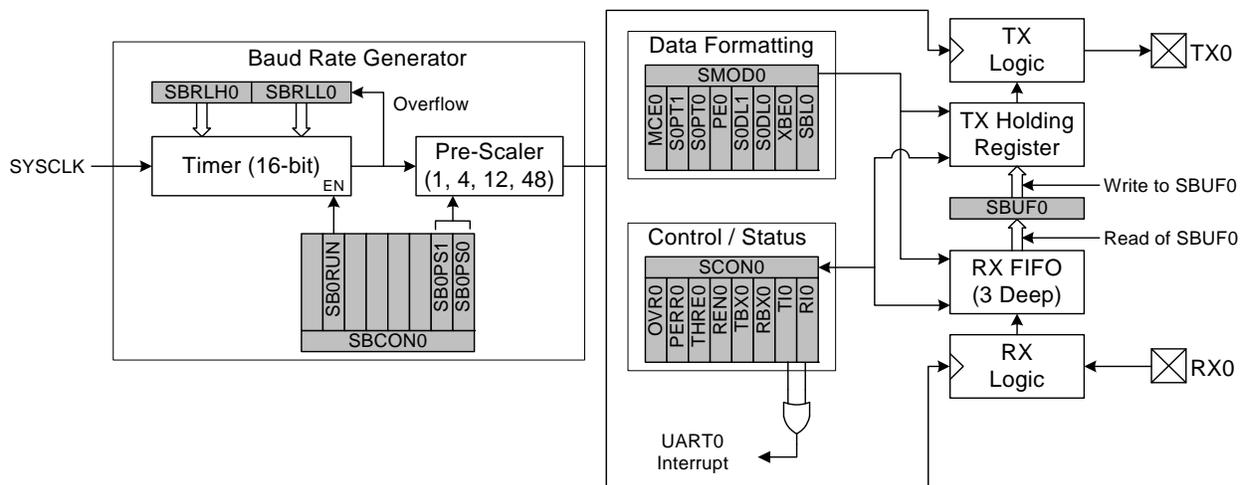 Baud Rate Generator
SBRLH0
SBRLL0
Overflow
SYSCLK
Timer (16-bit)
EN
Pre-Scaler
(1, 4, 12, 48)
SB0RUN
SB0PS1
SB0PS0
SBCON0
Data Formatting
SMOD0
MCE0
S0PT1
S0PT0
PE0
S0DL1
S0DL0
XBE0
SBL0
Control / Status
SCON0
OVR0
PERR0
THRE0
REN0
TBX0
RBX0
TI0
RI0
UART0
Interrupt
TX
Logic
TX0
TX Holding
Register
Write to SBUF0
SBUF0
Read of SBUF0
RX FIFO
(3 Deep)
RX
Logic
RX0